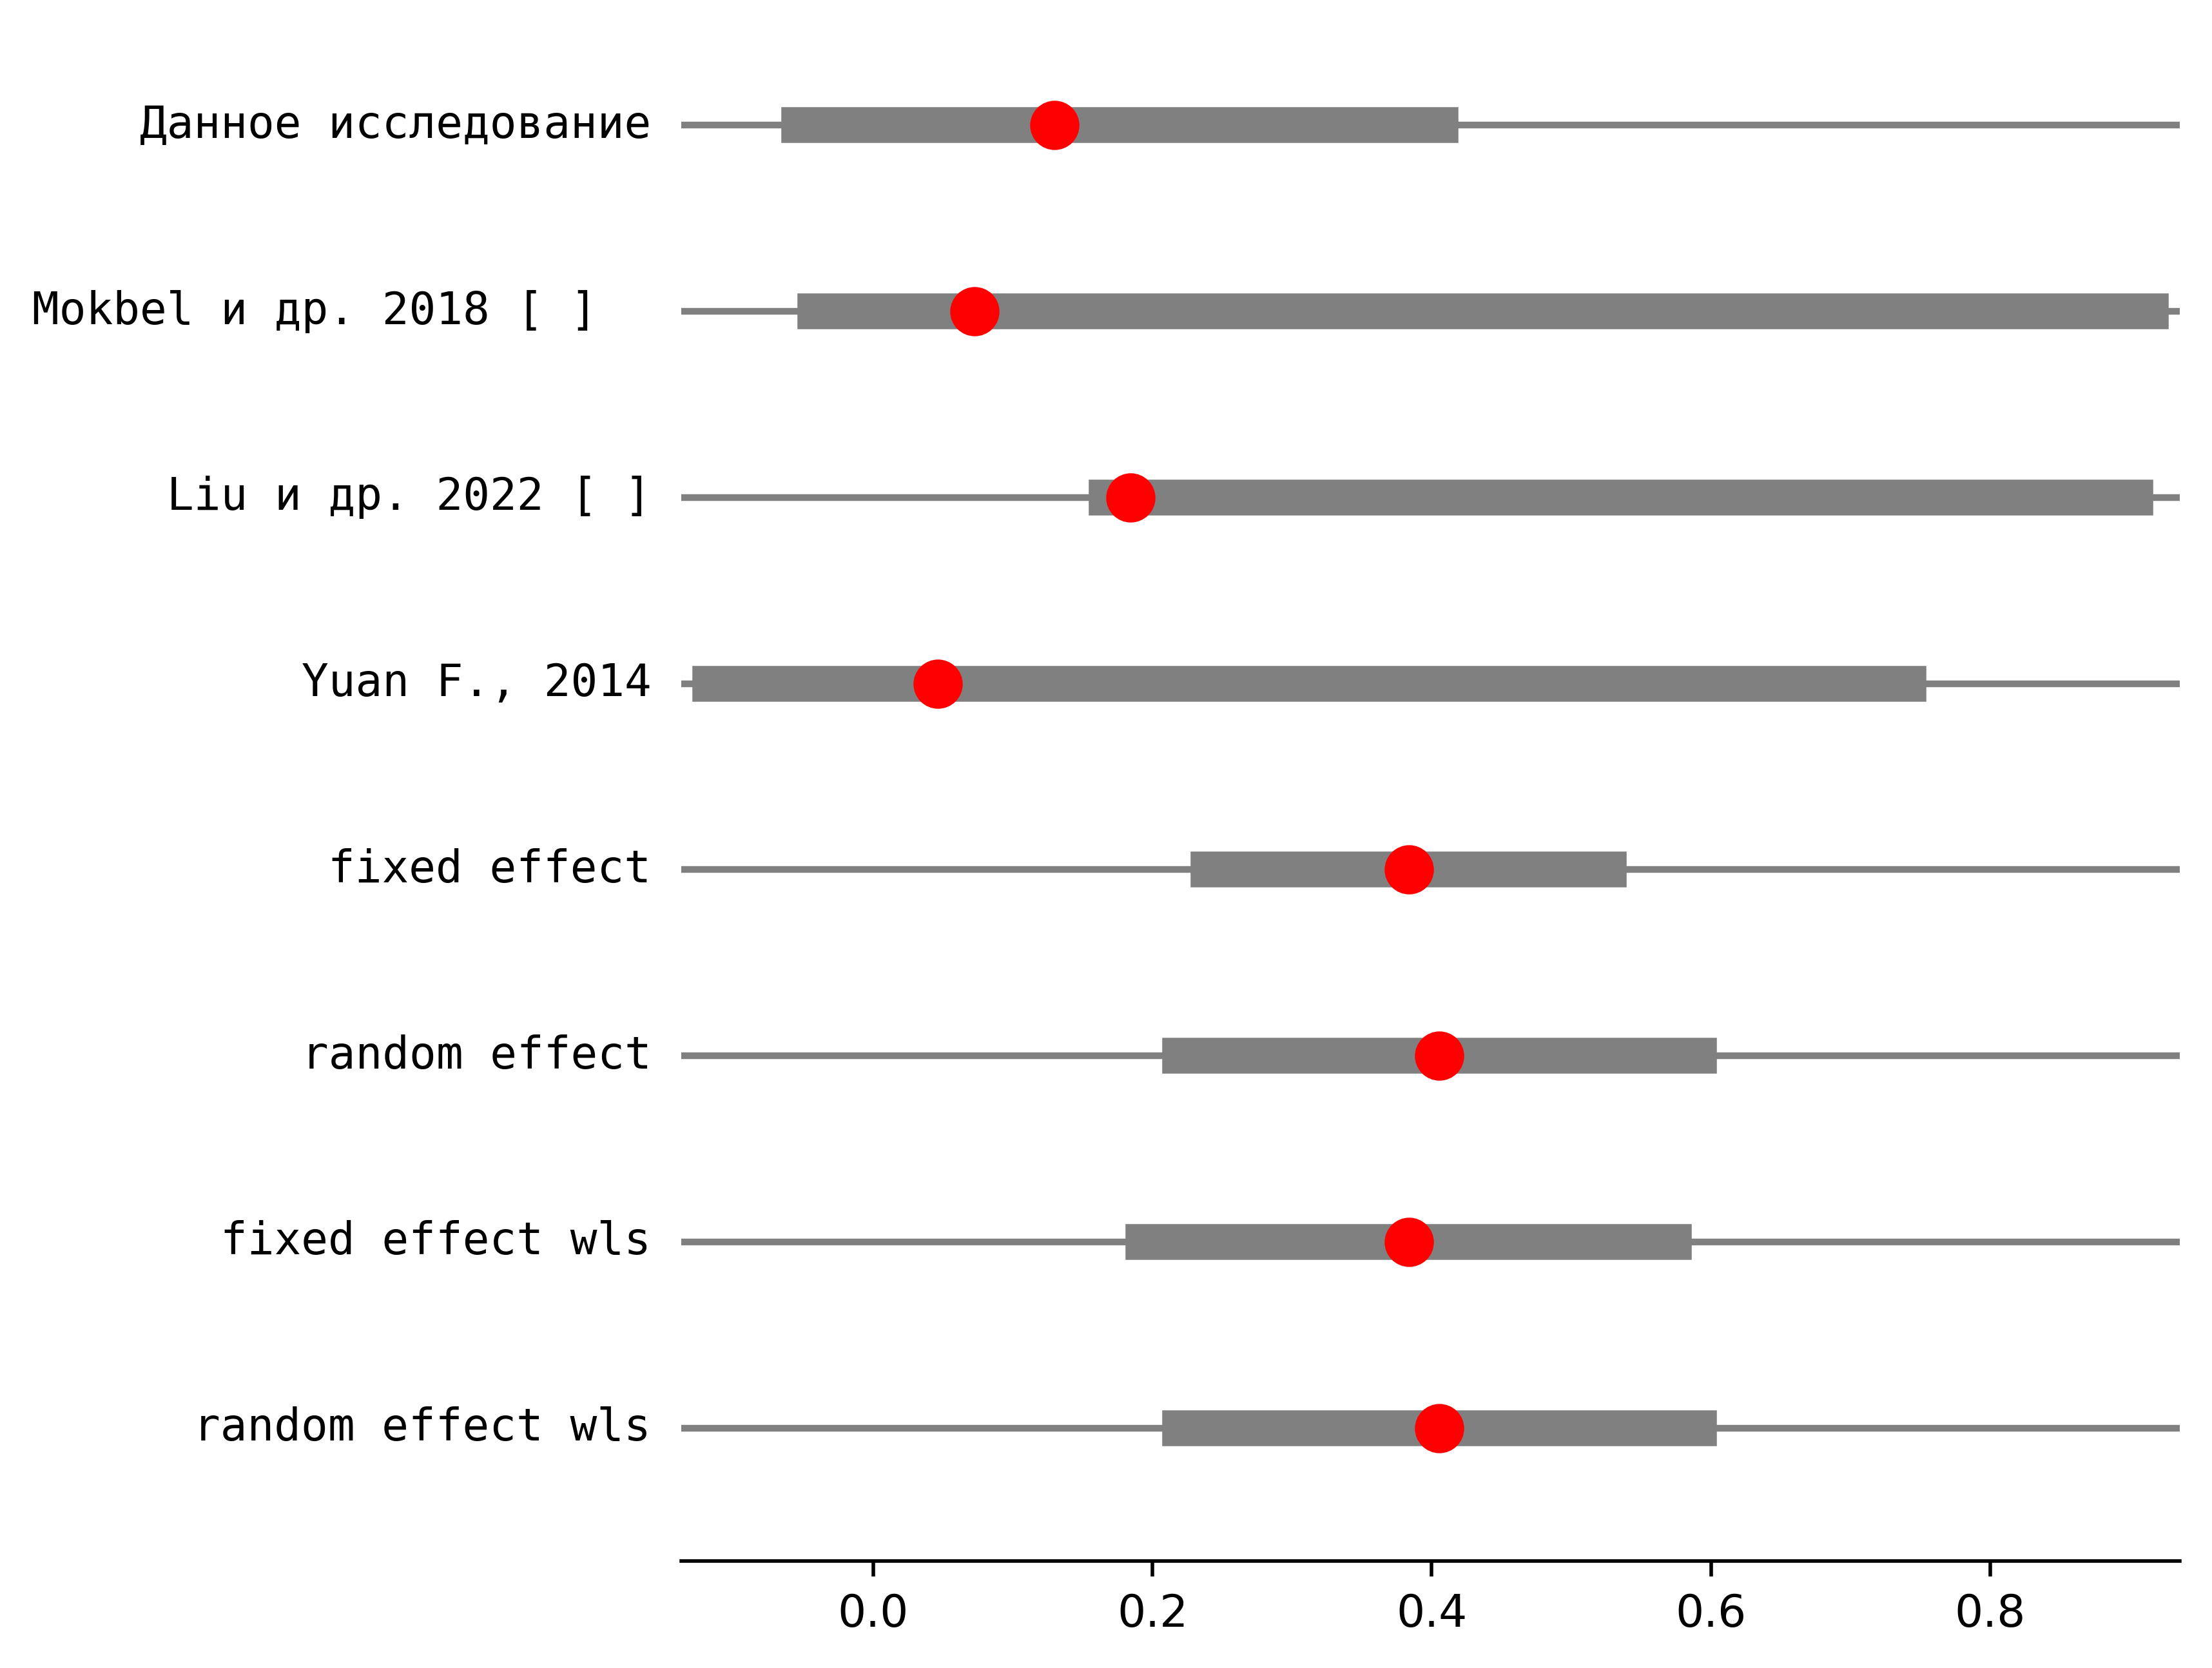 Данное исследование
Mokbel и др. 2018 [ ]
Liu и др. 2022 [ ]
Yuan F., 2014
fixed effect
random effect
fixed effect wls
random effect wls
0.0 0.2 0.4 0.6 0.8